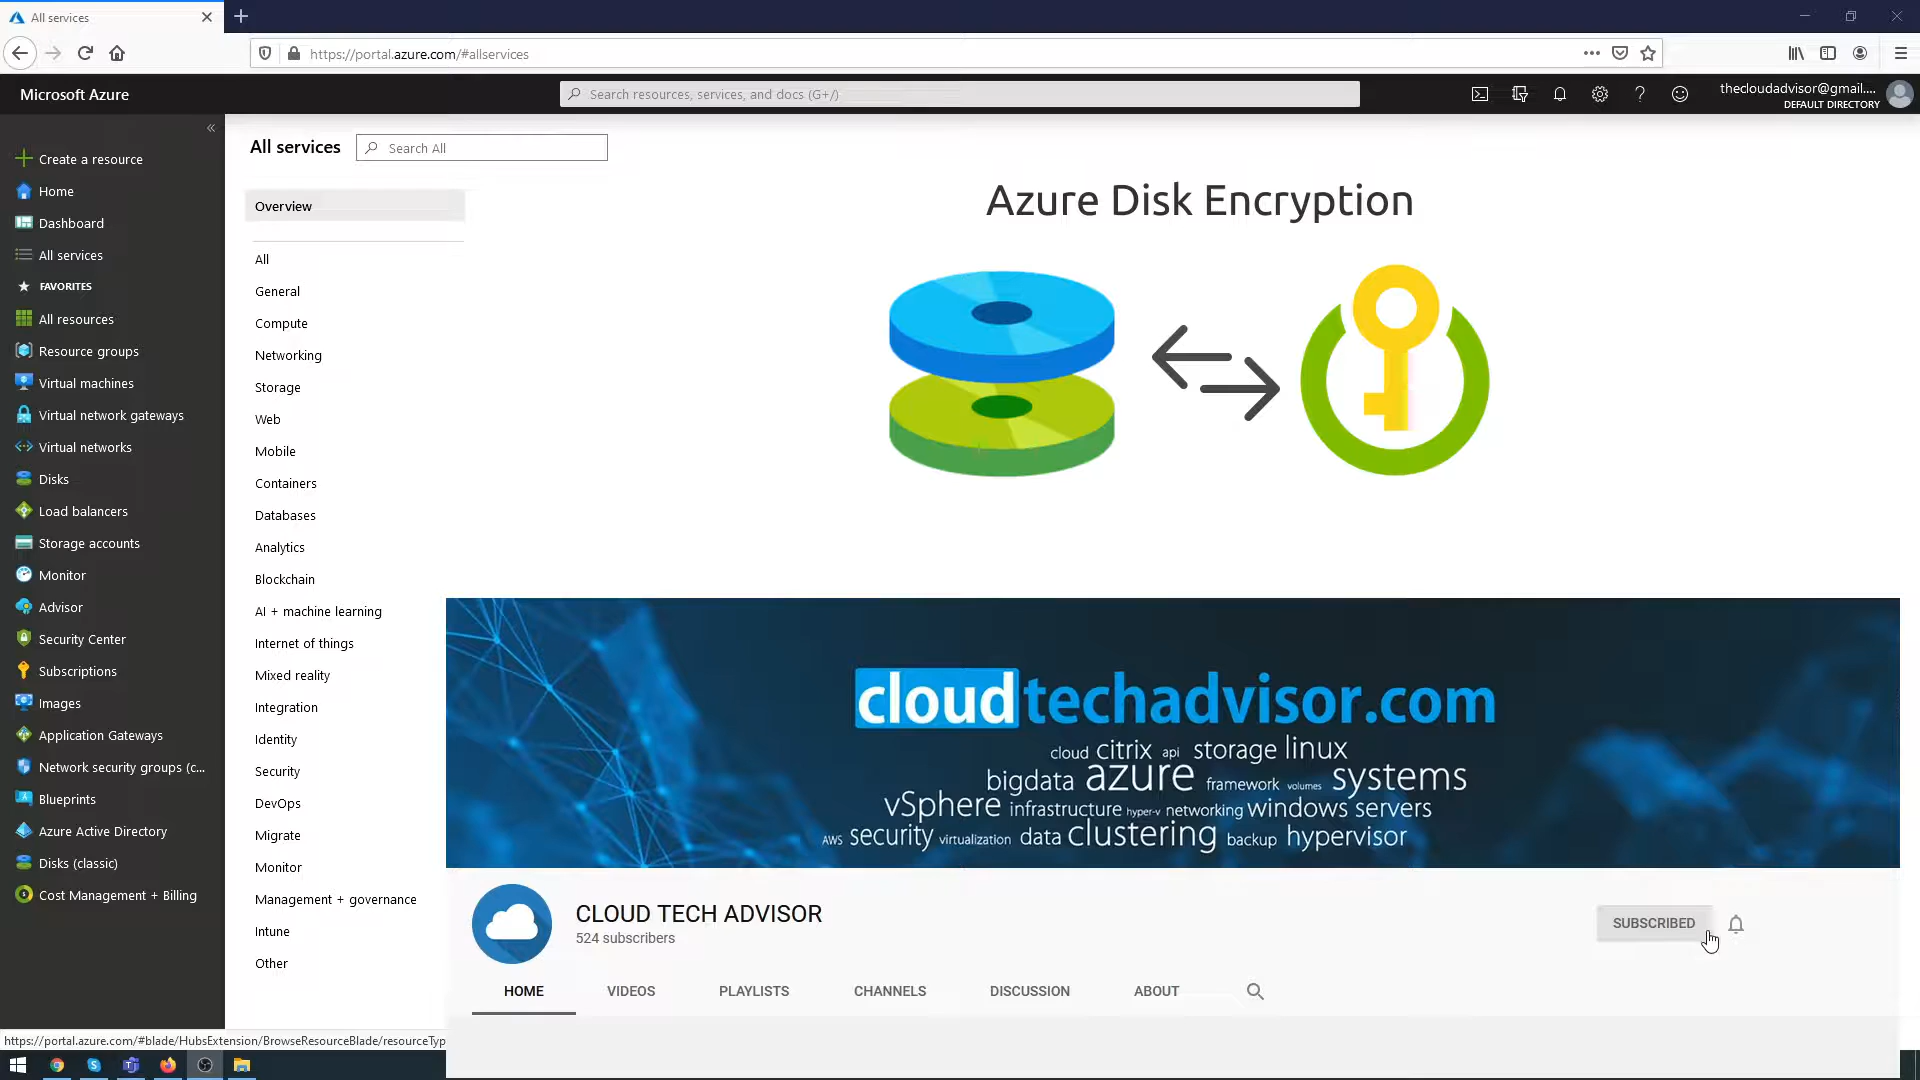 All services
https://portal.azure.com/#allservices
Microsoft Azure
Search resources, services, and docs (G+/)
thecloudadvisor@gmail....
DEFAULT DIRECTORY
«
Create a resource
Home
Dashboard
All services
FAVORITES
All resources
Resource groups
Virtual machines
Virtual network gateways
Virtual networks
Disks
Load balancers
Storage accounts
Monitor
Advisor
Security Center
Subscriptions
Images
Application Gateways
Network security groups (c...
Blueprints
Azure Active Directory
Disks (classic)
Cost Management + Billing
All services
Search All
Overview
All
General
Compute
Networking
Storage
Web
Mobile
Containers
Databases
Analytics
Blockchain
AI + machine learning
Internet of things
Mixed reality
Integration
Identity
Security
DevOps
Migrate
Monitor
Management + governance
Intune
Other
Azure Disk Encryption
cloudtechadvisor.com
cloud citrix api storage linux
bigdata azure framework volumes systems
vSphere infrastructure hyper-v networking windows servers
AWS security virtualization data clustering backup hypervisor
CLOUD TECH ADVISOR
524 subscribers
SUBSCRIBED
HOME VIDEOS PLAYLISTS CHANNELS DISCUSSION ABOUT
https://portal.azure.com/#blade/HubsExtension/BrowseResourceBlade/resourceTyp